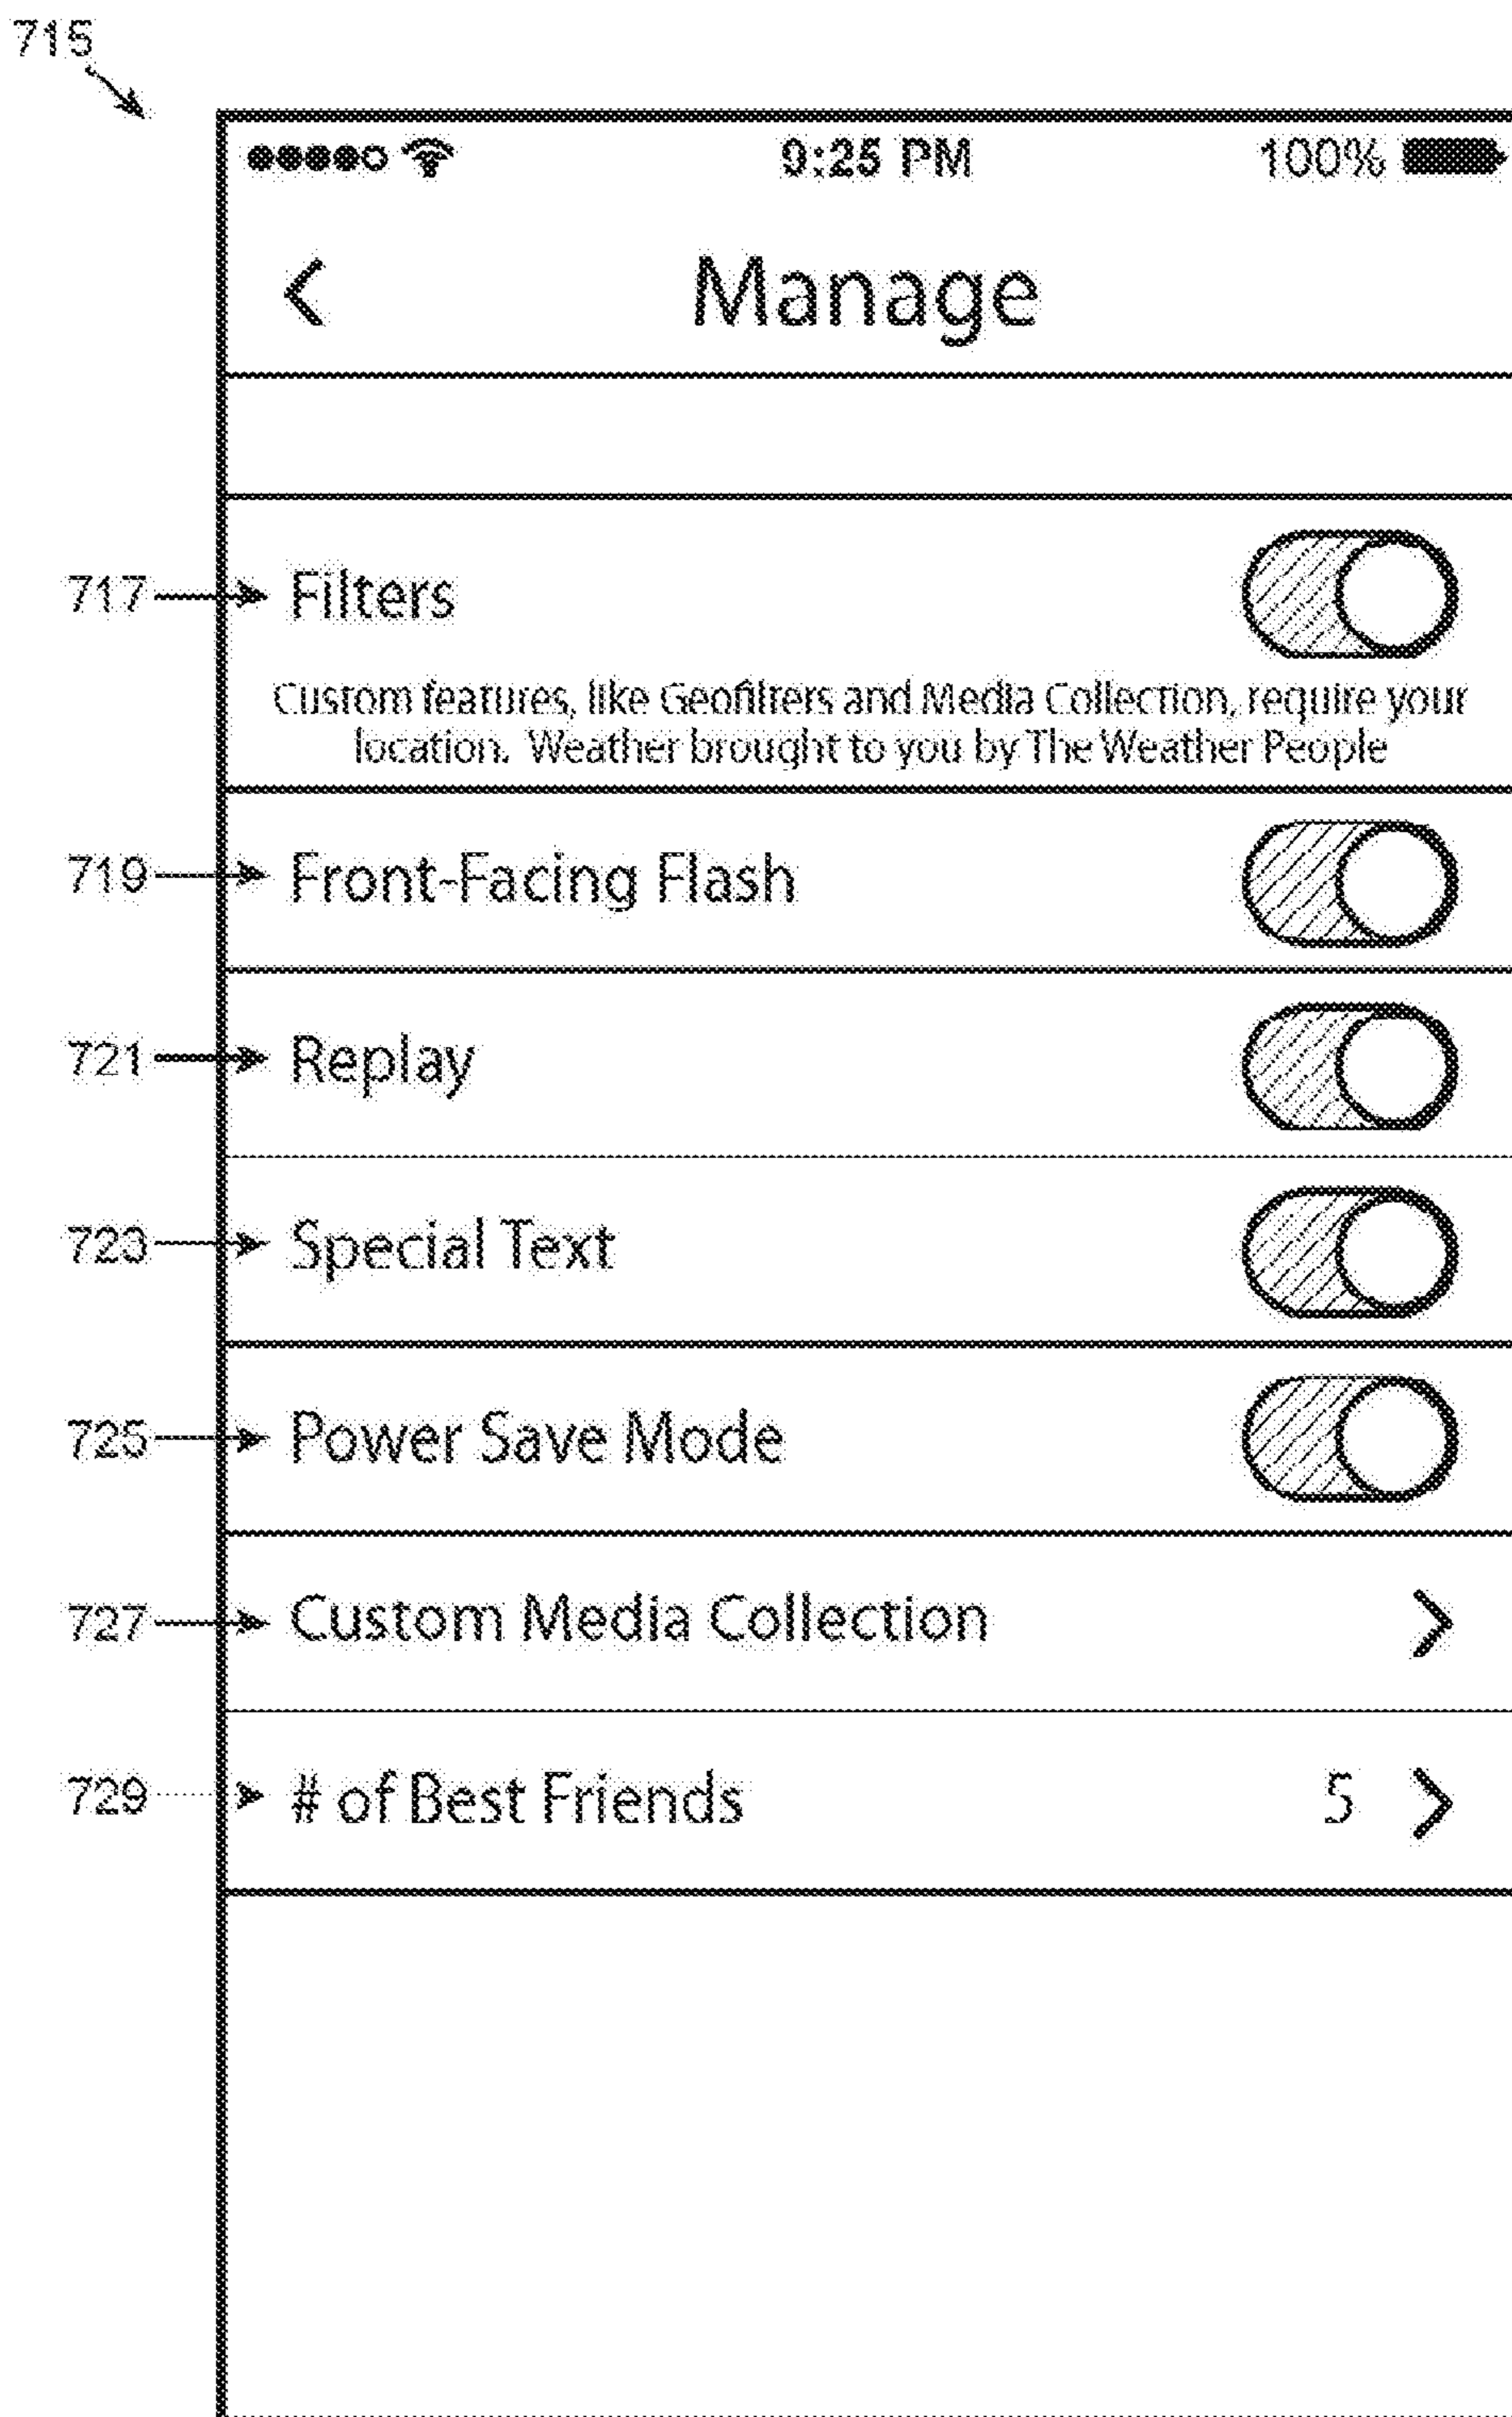 715
9:25 PM 100%
Manage
717 Filters
Custom features, like Geofilters and Media Collection, require your
location. Weather brought to you by The Weather People
719 Front-Facing Flash
721 Replay
723 Special Text
725 Power Save Mode
727 Custom Media Collection
729 # of Best Friends 5